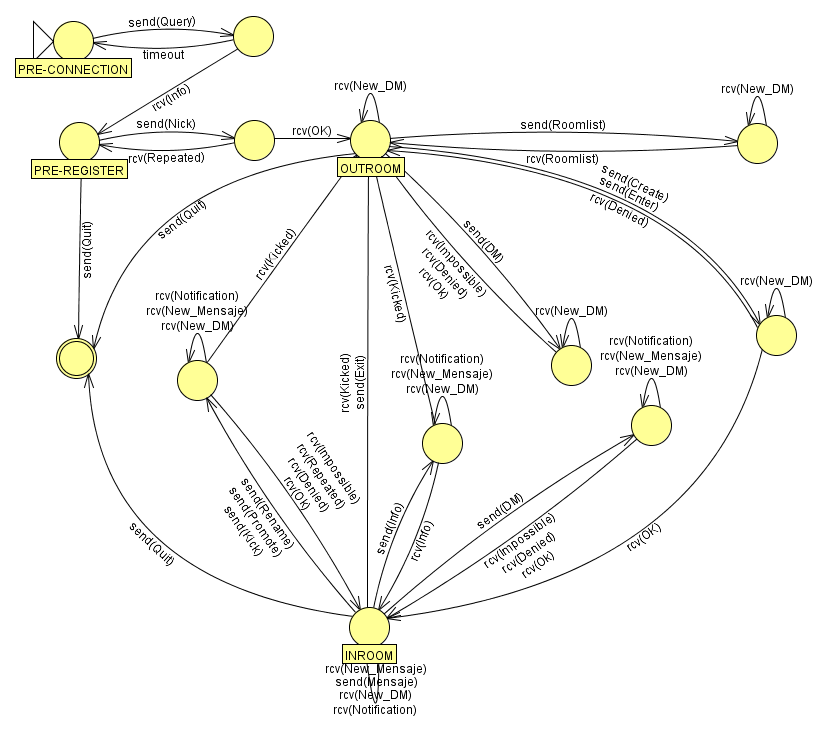 send(Query)
timeout
PRE-CONNECTION
rcv(Info)
send(Nick)
rcv(Repeated)
PRE-REGISTER
rcv(OK)
rcv(New_DM)
OUTROOM
send(Roomlist)
rcv(Roomlist)
rcv(New_DM)
send(Create)
send(Enter)
rcv(Denied)
send(Quit)
send(Quit)
rcv(Kicked)
rcv(Kicked)
send(DM)
rcv(Impossible)
rcv(Denied)
rcv(Ok)
rcv(Notification)
rcv(New_Mensaje)
rcv(New_DM)
rcv(New_DM)
rcv(New_DM)
rcv(Kicked)
send(Exit)
rcv(Notification)
rcv(New_Mensaje)
rcv(New_DM)
rcv(Notification)
rcv(New_Mensaje)
rcv(New_DM)
rcv(Impossible)
rcv(Repeated)
rcv(Denied)
rcv(Ok)
send(Rename)
send(Promote)
send(Kick)
send(Info)
rcv(Info)
send(DM)
rcv(Impossible)
rcv(Denied)
rcv(Ok)
rcv(OK)
send(Quit)
INROOM
rcv(New_Mensaje)
send(Mensaje)
rcv(New_DM)
rcv(Notification)